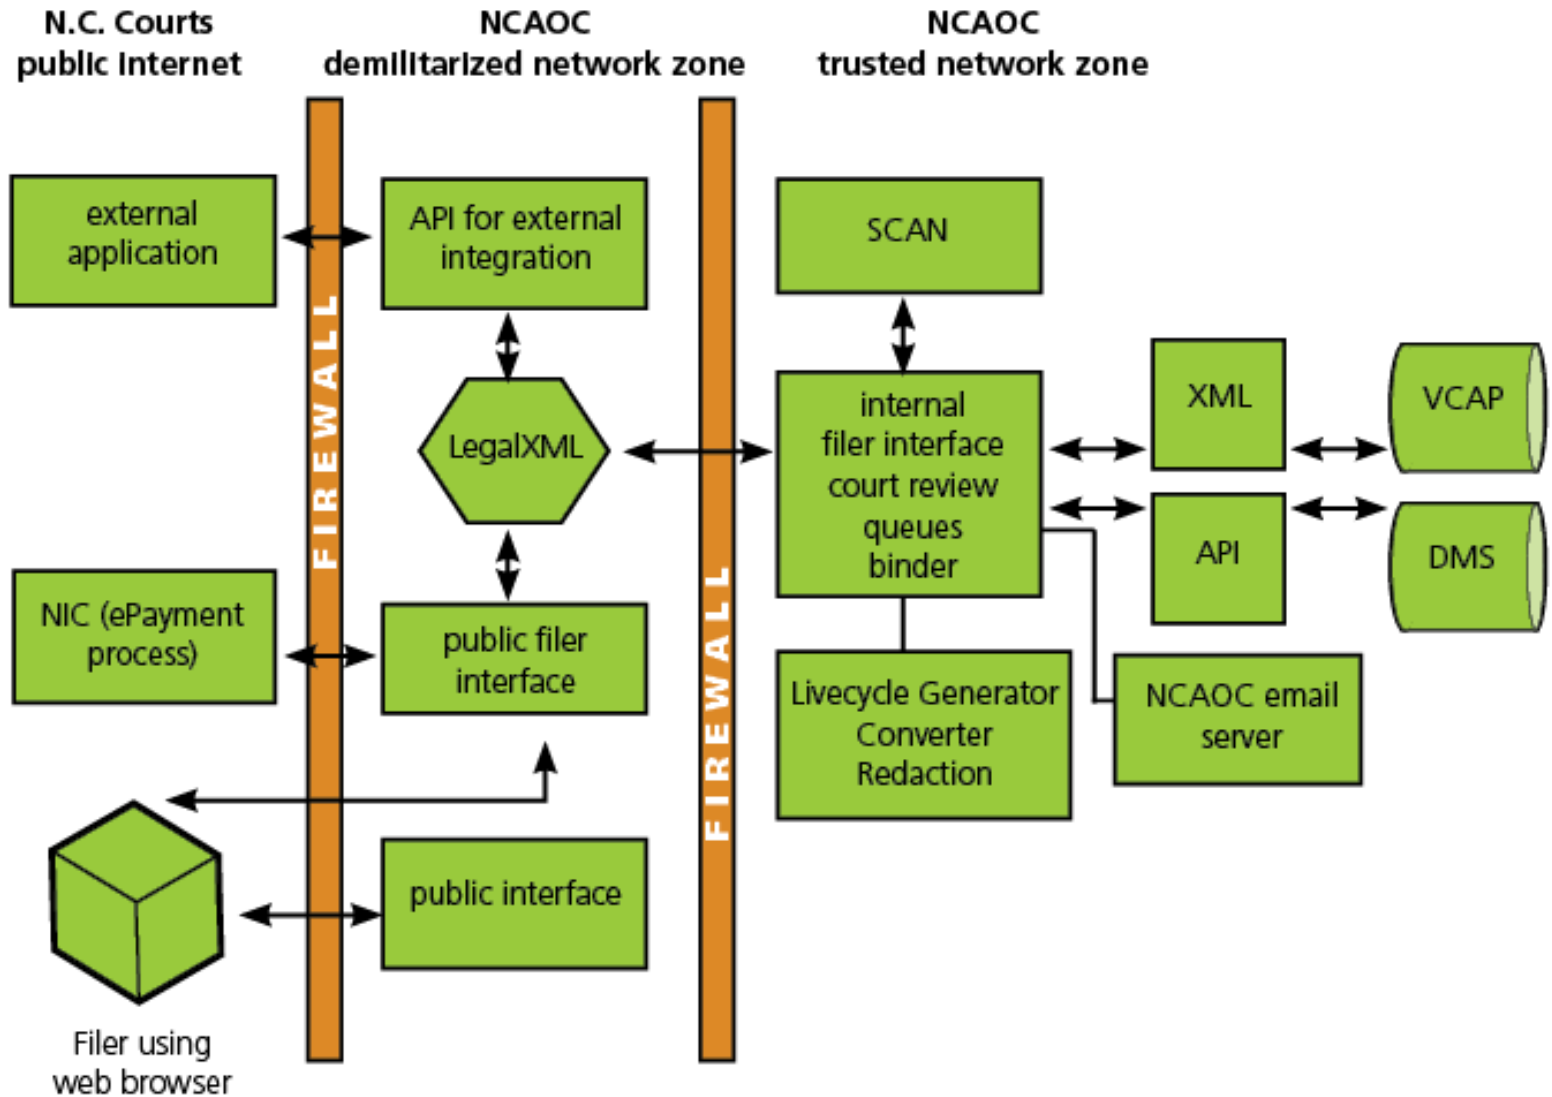 N.C. Courts
public internet
NCAOC
demilitarized network zone
NCAOC
trusted network zone
external
application
API for external
integration
SCAN
FIREWALL
LegalXML
internal
filer interface
court review
queues
binder
XML
VCAP
API
DMS
NIC (ePayment
process)
public filer
interface
FIREWALL
Livecycle Generator
Converter
Redaction
NCAOC email
server
public interface
Filer using
web browser